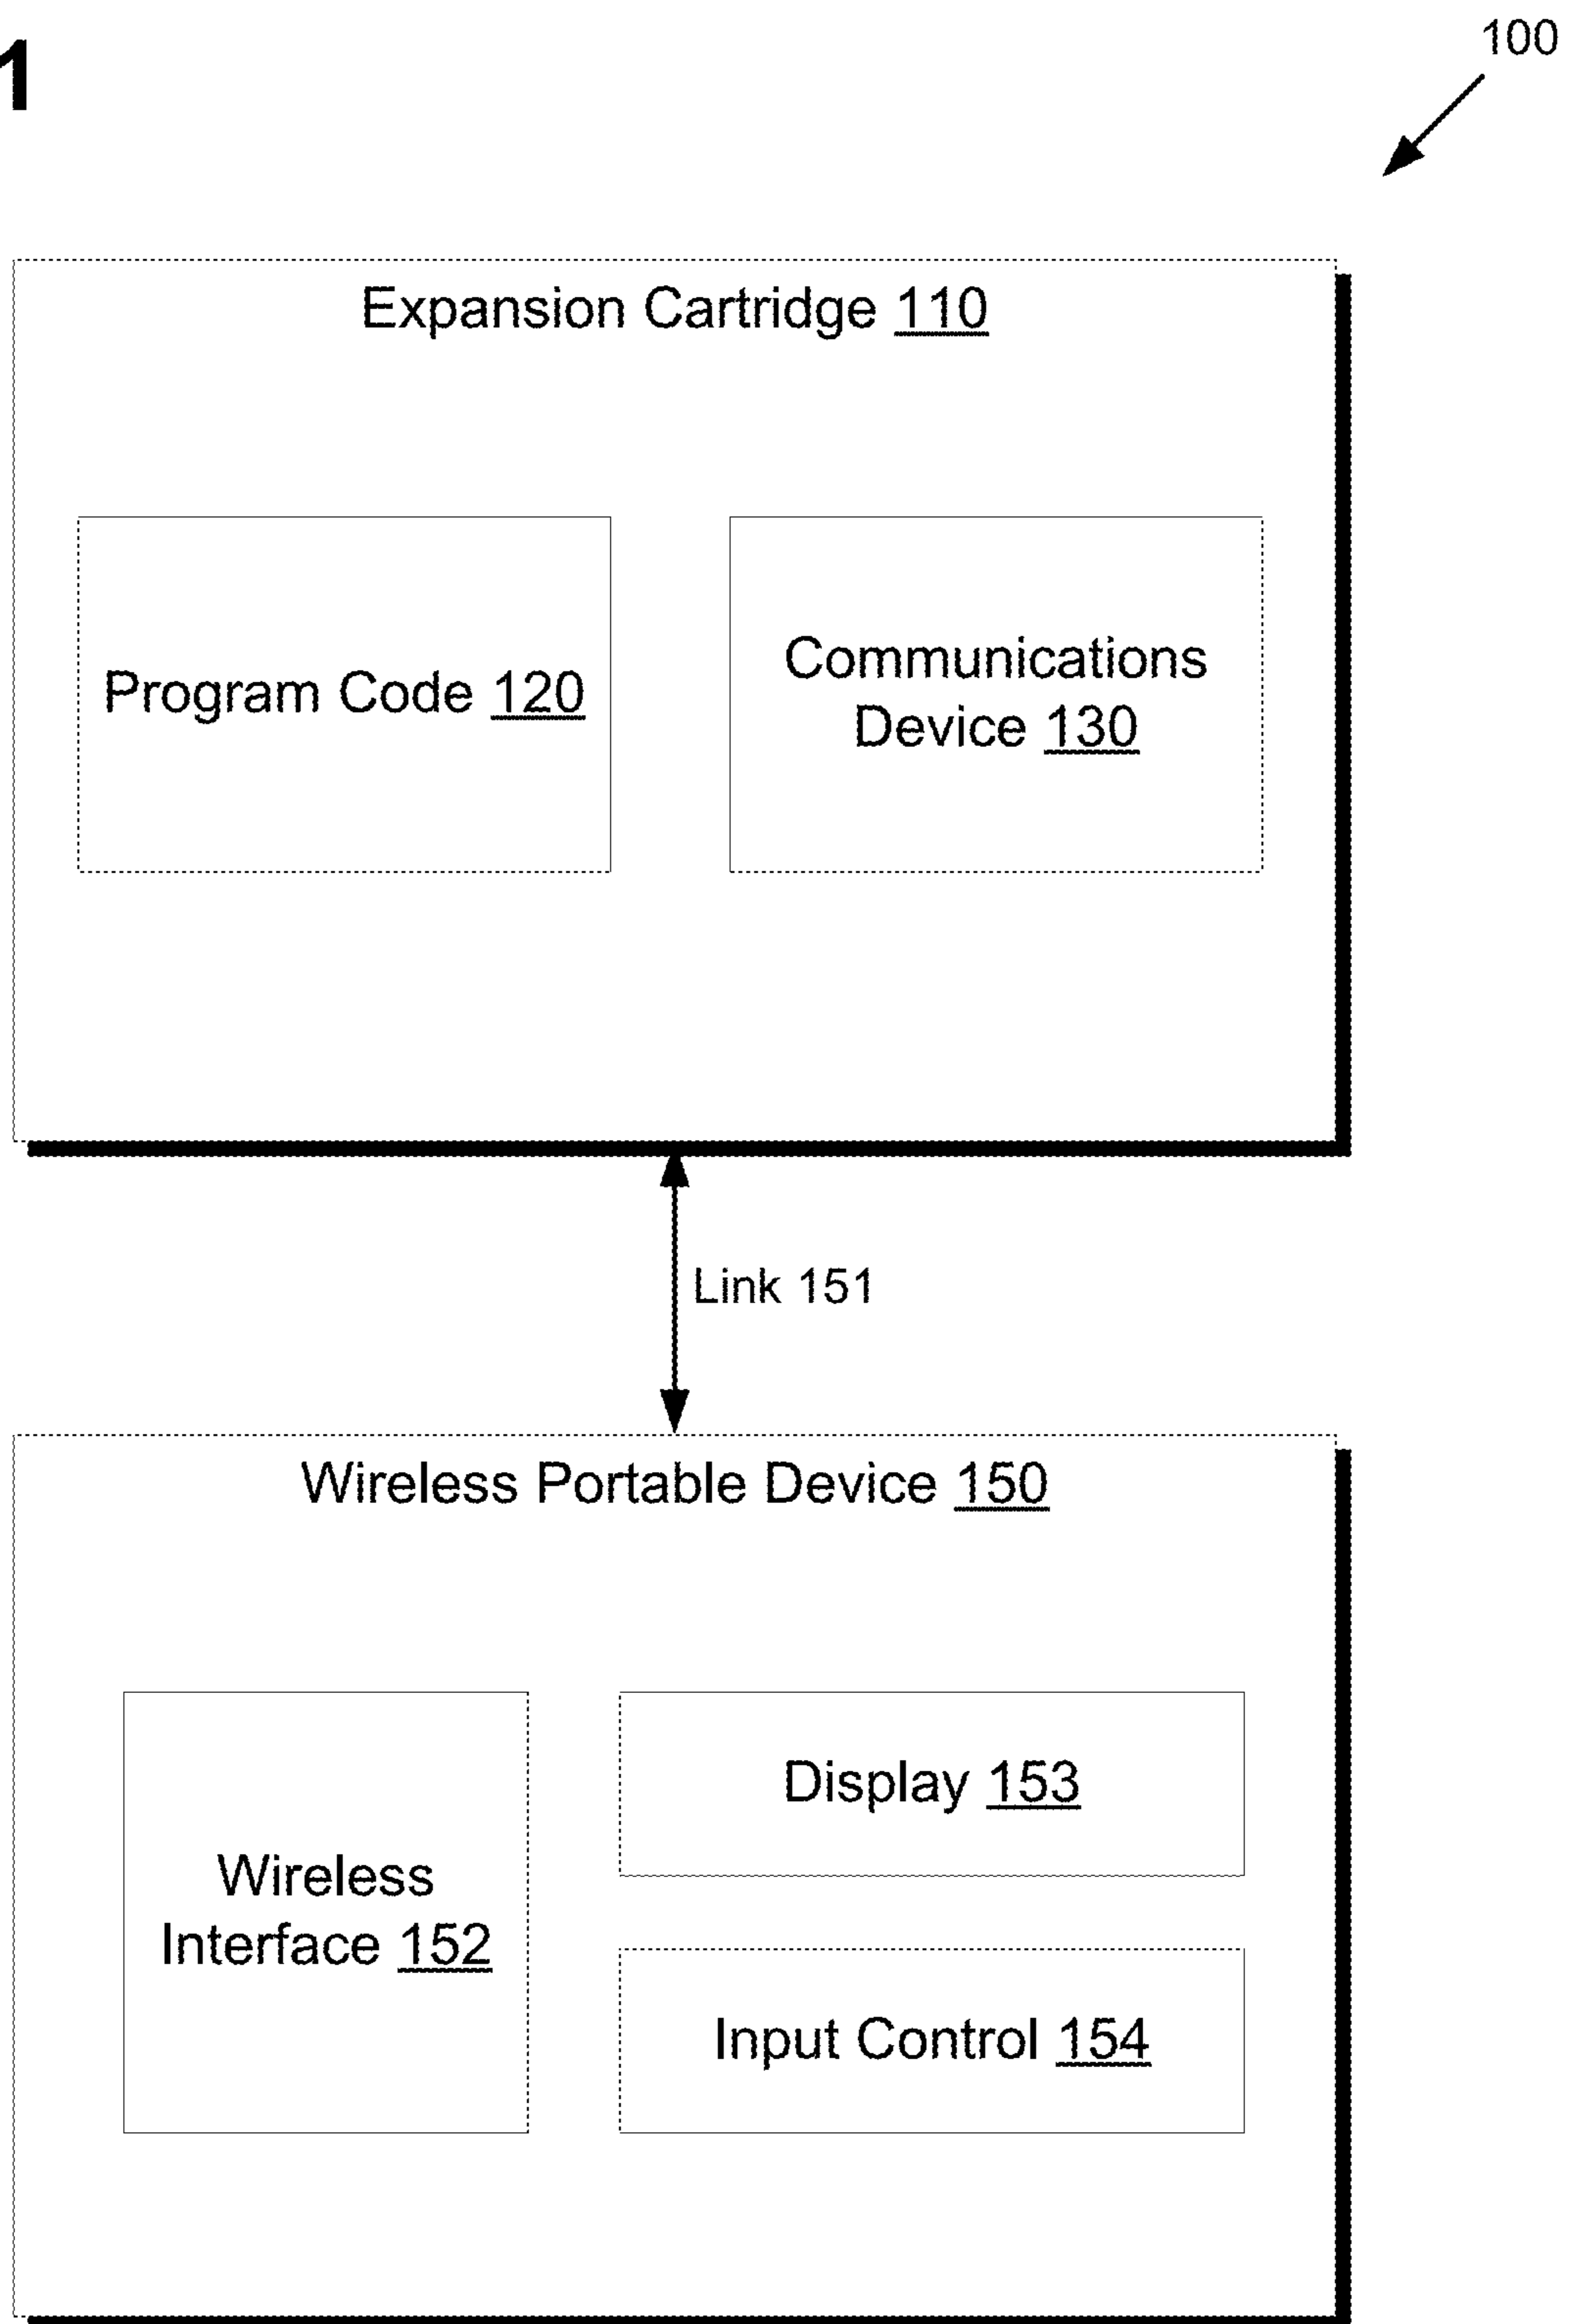 1
100
Expansion Cartridge 110
Program Code 120
Communications
Device 130
Link 151
Wireless Portable Device 150
Wireless
Interface 152
Display 153
Input Control 154